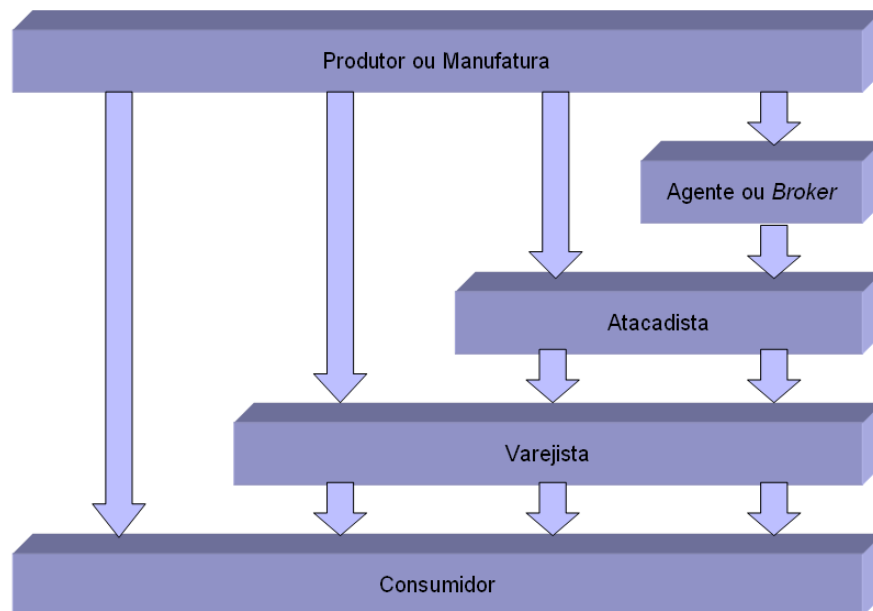 Produtor ou Manufatura
Agente ou Broker
Atacadista
Varejista
Consumidor